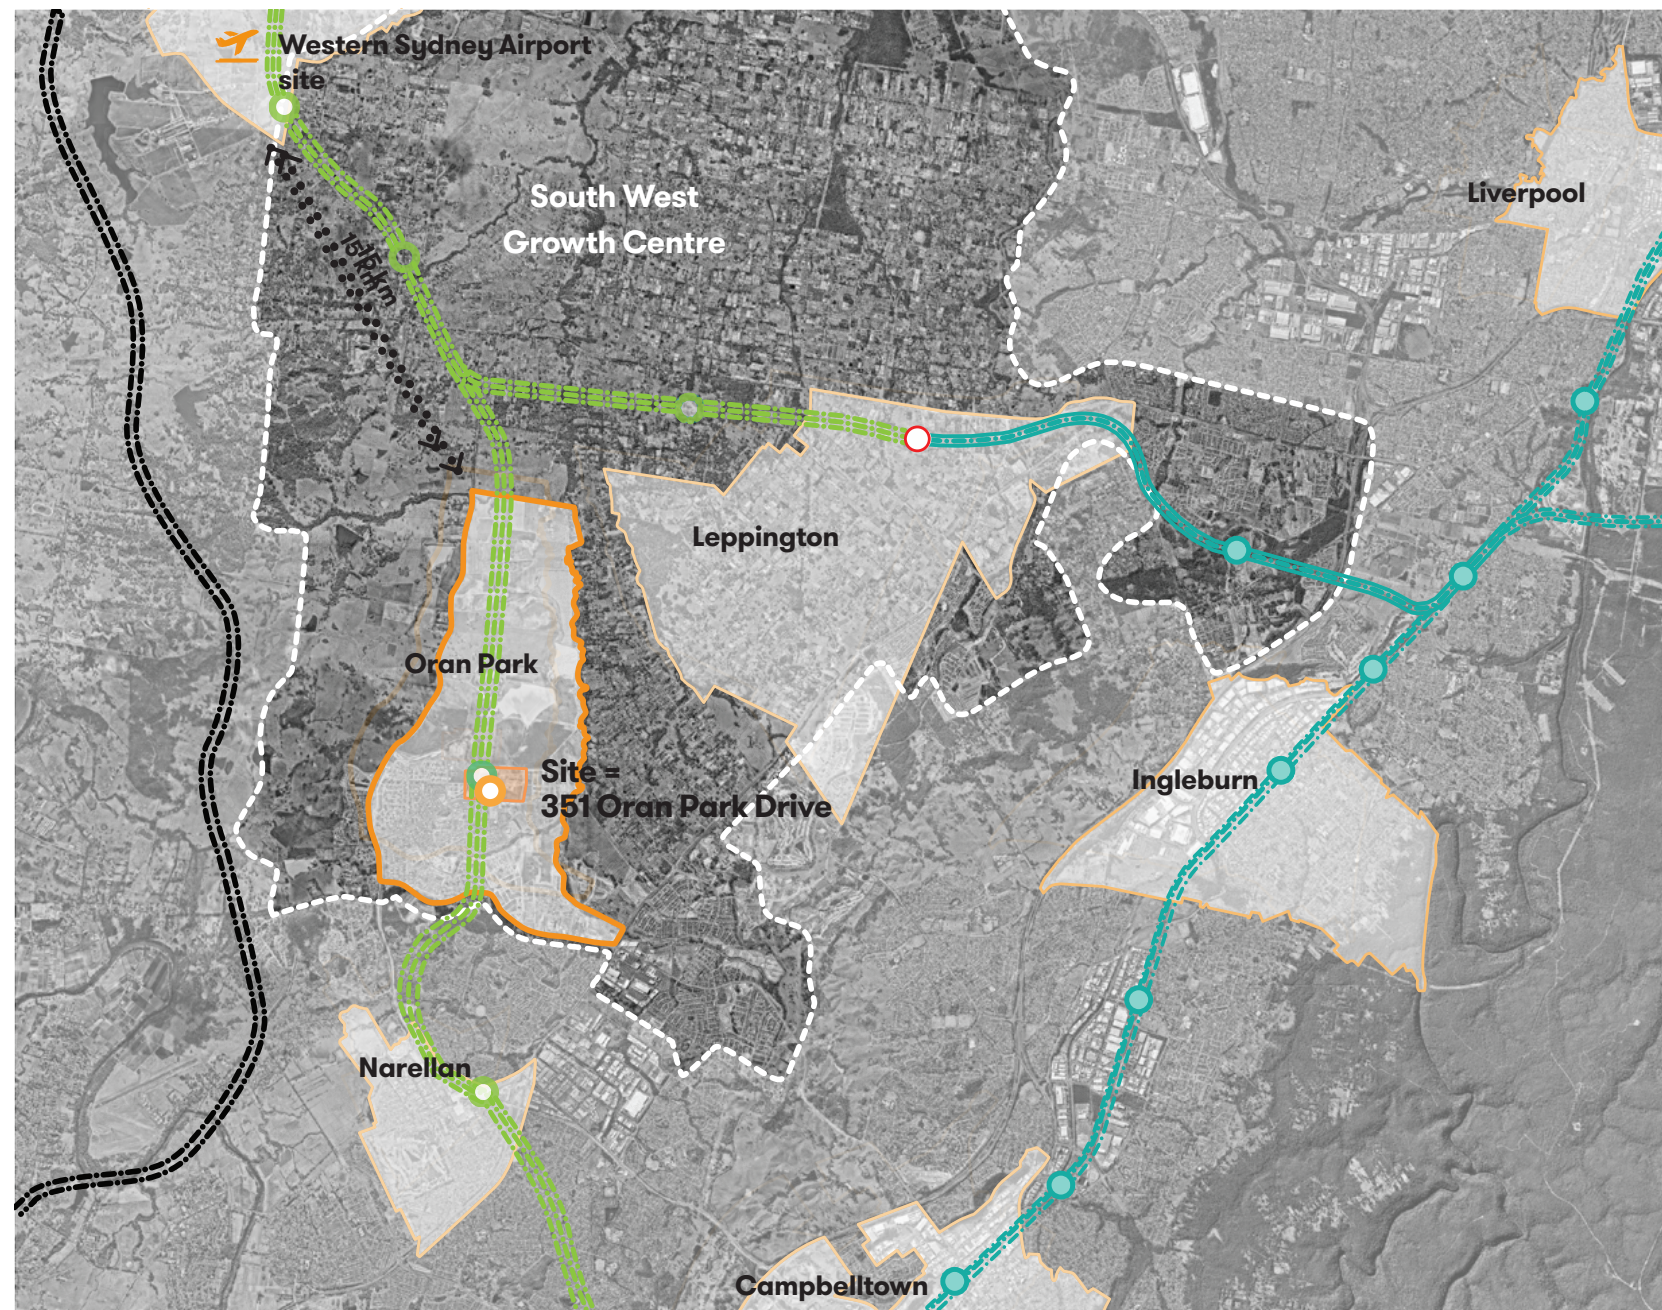 Western Sydney Airport
site
South West
Growth Centre
Liverpool
15 km
Leppington
Oran Park
Site =
351 Oran Park Drive
Ingleburn
Narellan
Campbelltown